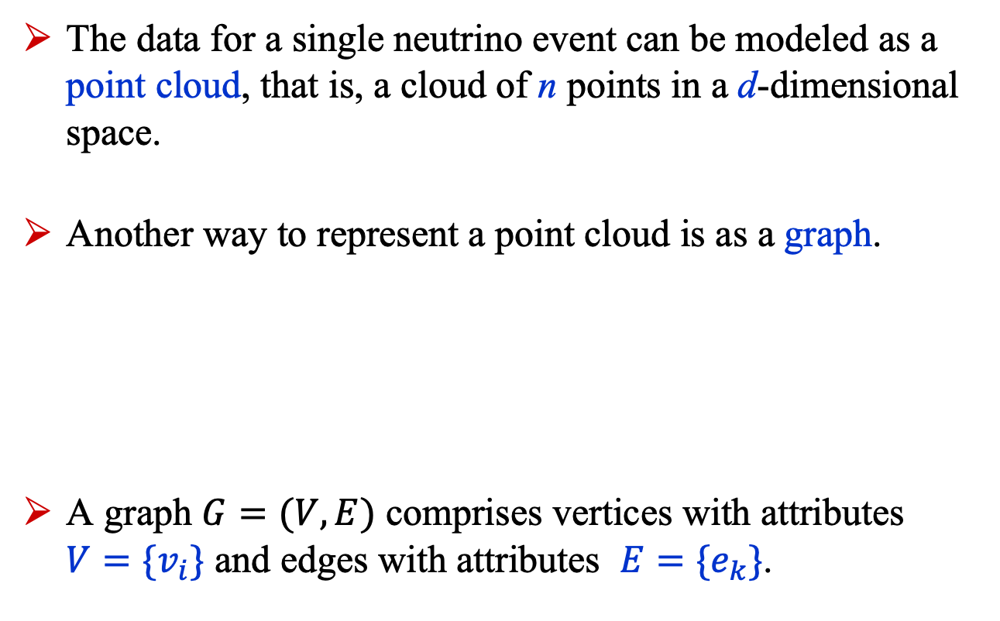 ➢ The data for a single neutrino event can be modeled as a
point cloud, that is, a cloud of n points in a d-dimensional
space.
➢ Another way to represent a point cloud is as a graph.
➢ A graph G = (V, E) comprises vertices with attributes
V = {vᵢ} and edges with attributes E = {eₖ}.